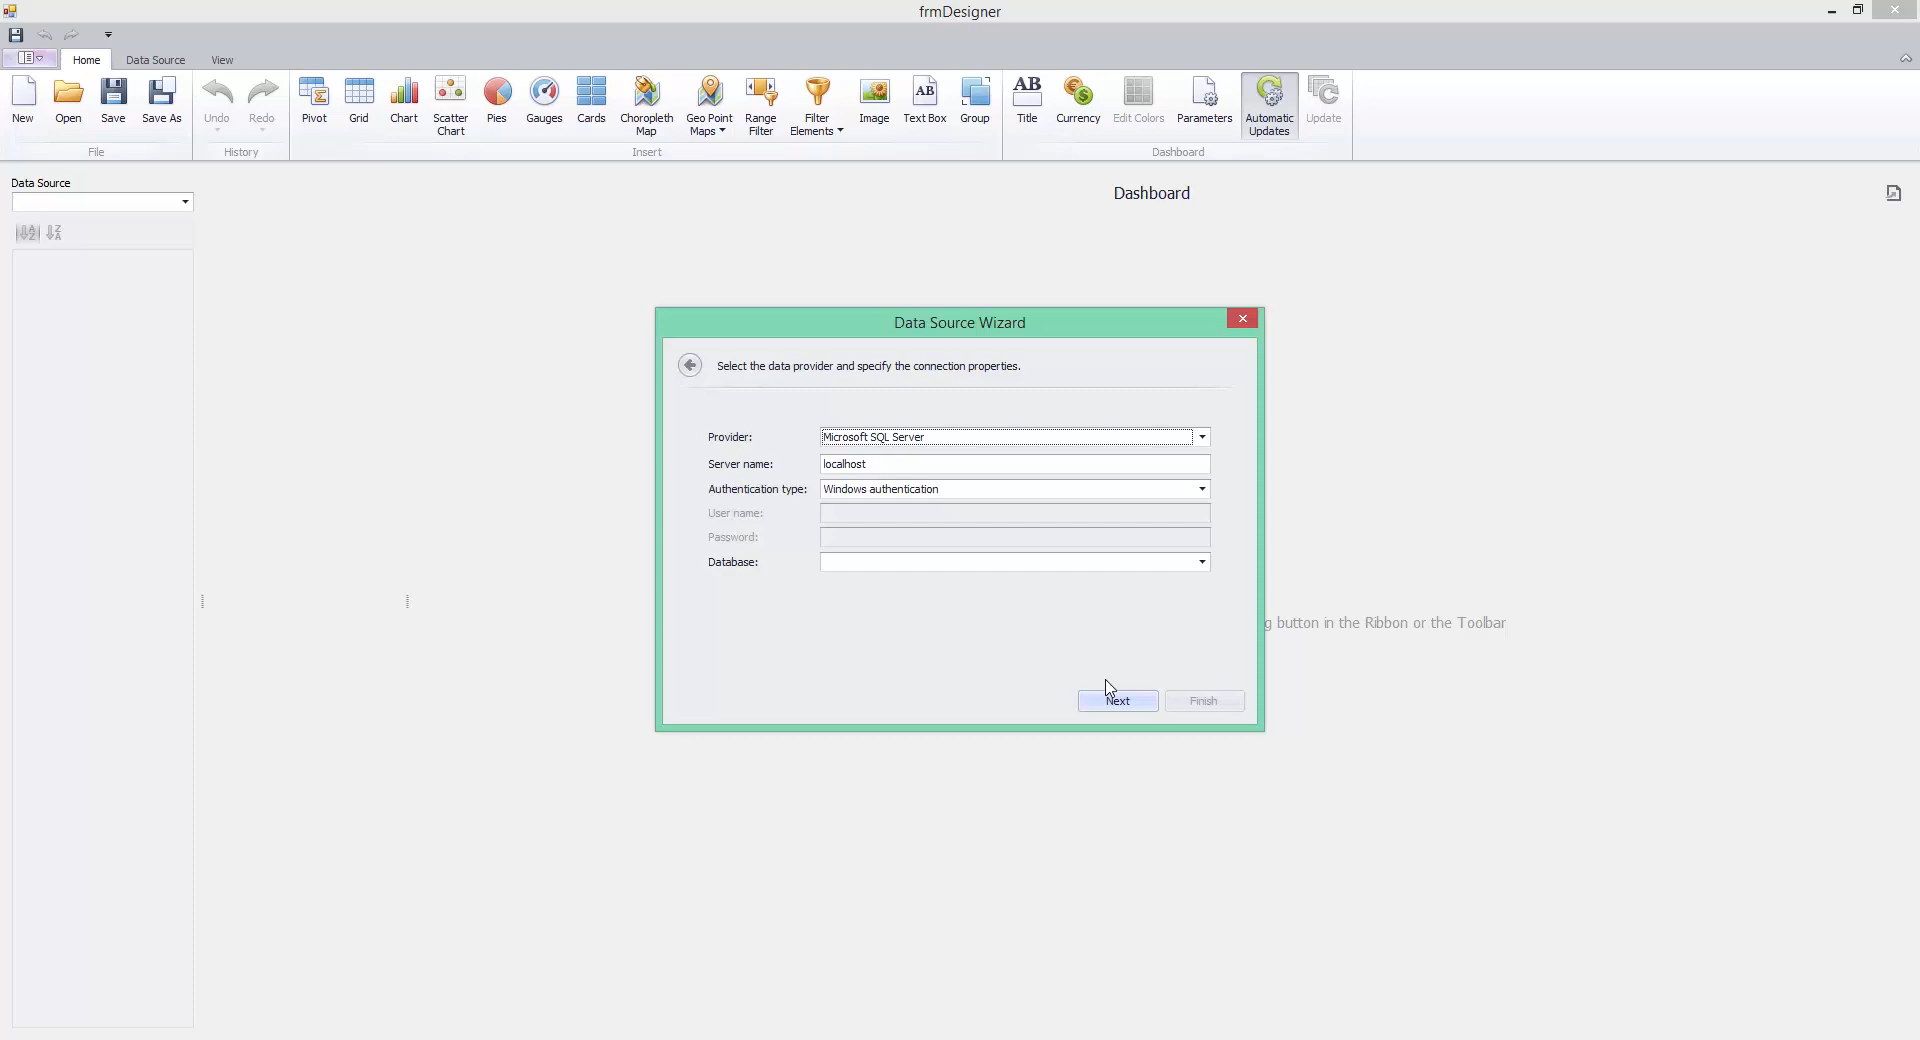 frmDesigner
Home Data Source View
New Open Save Save As Undo Redo Pivot Grid Chart Scatter Chart Pies Gauges Cards Choropleth Map Geo Point Maps Range Filter Filter Elements Image Text Box Group Title Currency Edit Colors Parameters Automatic Updates Update
File History Insert Dashboard
Data Source
Dashboard
Data Source Wizard
Select the data provider and specify the connection properties.
Provider: Microsoft SQL Server
Server name: localhost
Authentication type: Windows authentication
User name:
Password:
Database:
g button in the Ribbon or the Toolbar
Next Finish